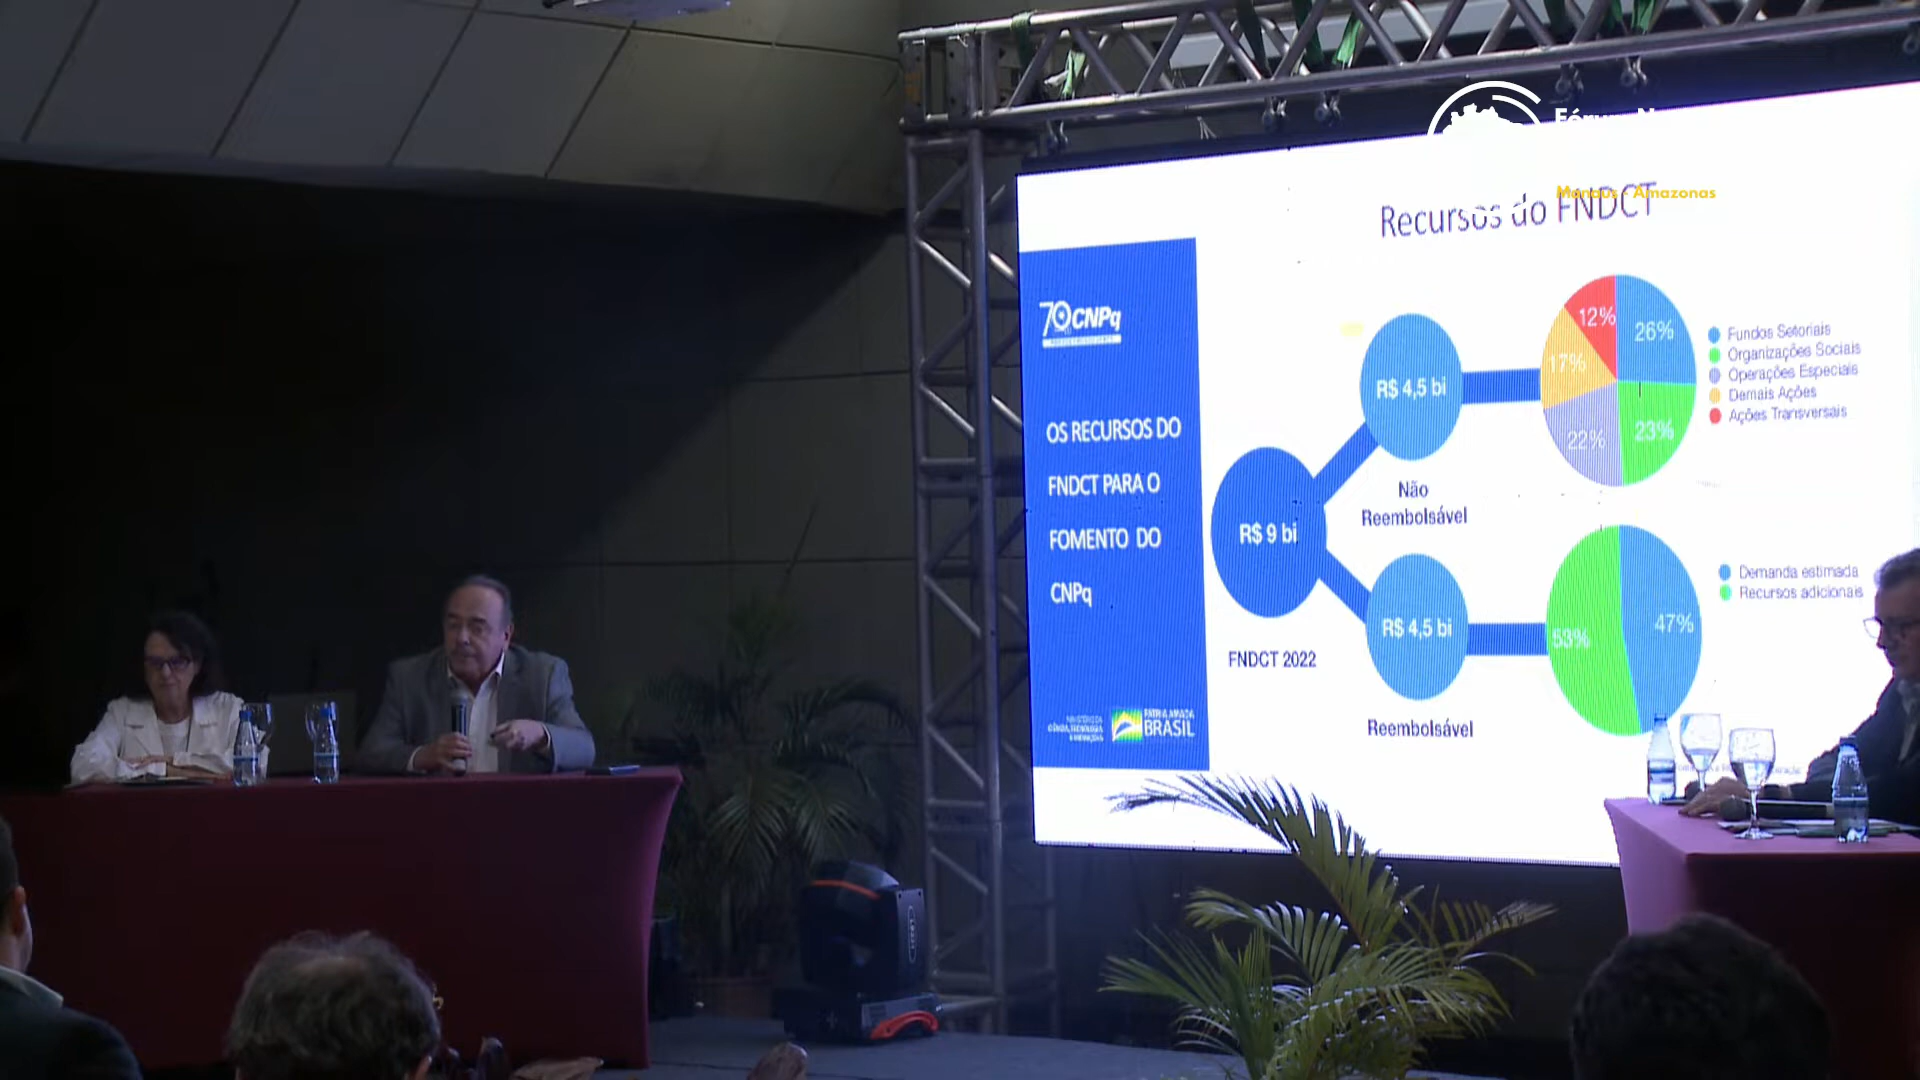 Manaus - Amazonas
Recursos do FNDCT
70 CNPq
OS RECURSOS DO
FNDCT PARA O
FOMENTO DO
CNPq
PÁTRIA AMADA
BRASIL
R$ 9 bi
FNDCT 2022
R$ 4,5 bi
Não
Reembolsável
R$ 4,5 bi
Reembolsável
12%
26%
17%
22%
23%
Fundos Setoriais
Organizações Sociais
Operações Especiais
Demais Ações
Ações Transversais
53%
47%
Demanda estimada
Recursos adicionais